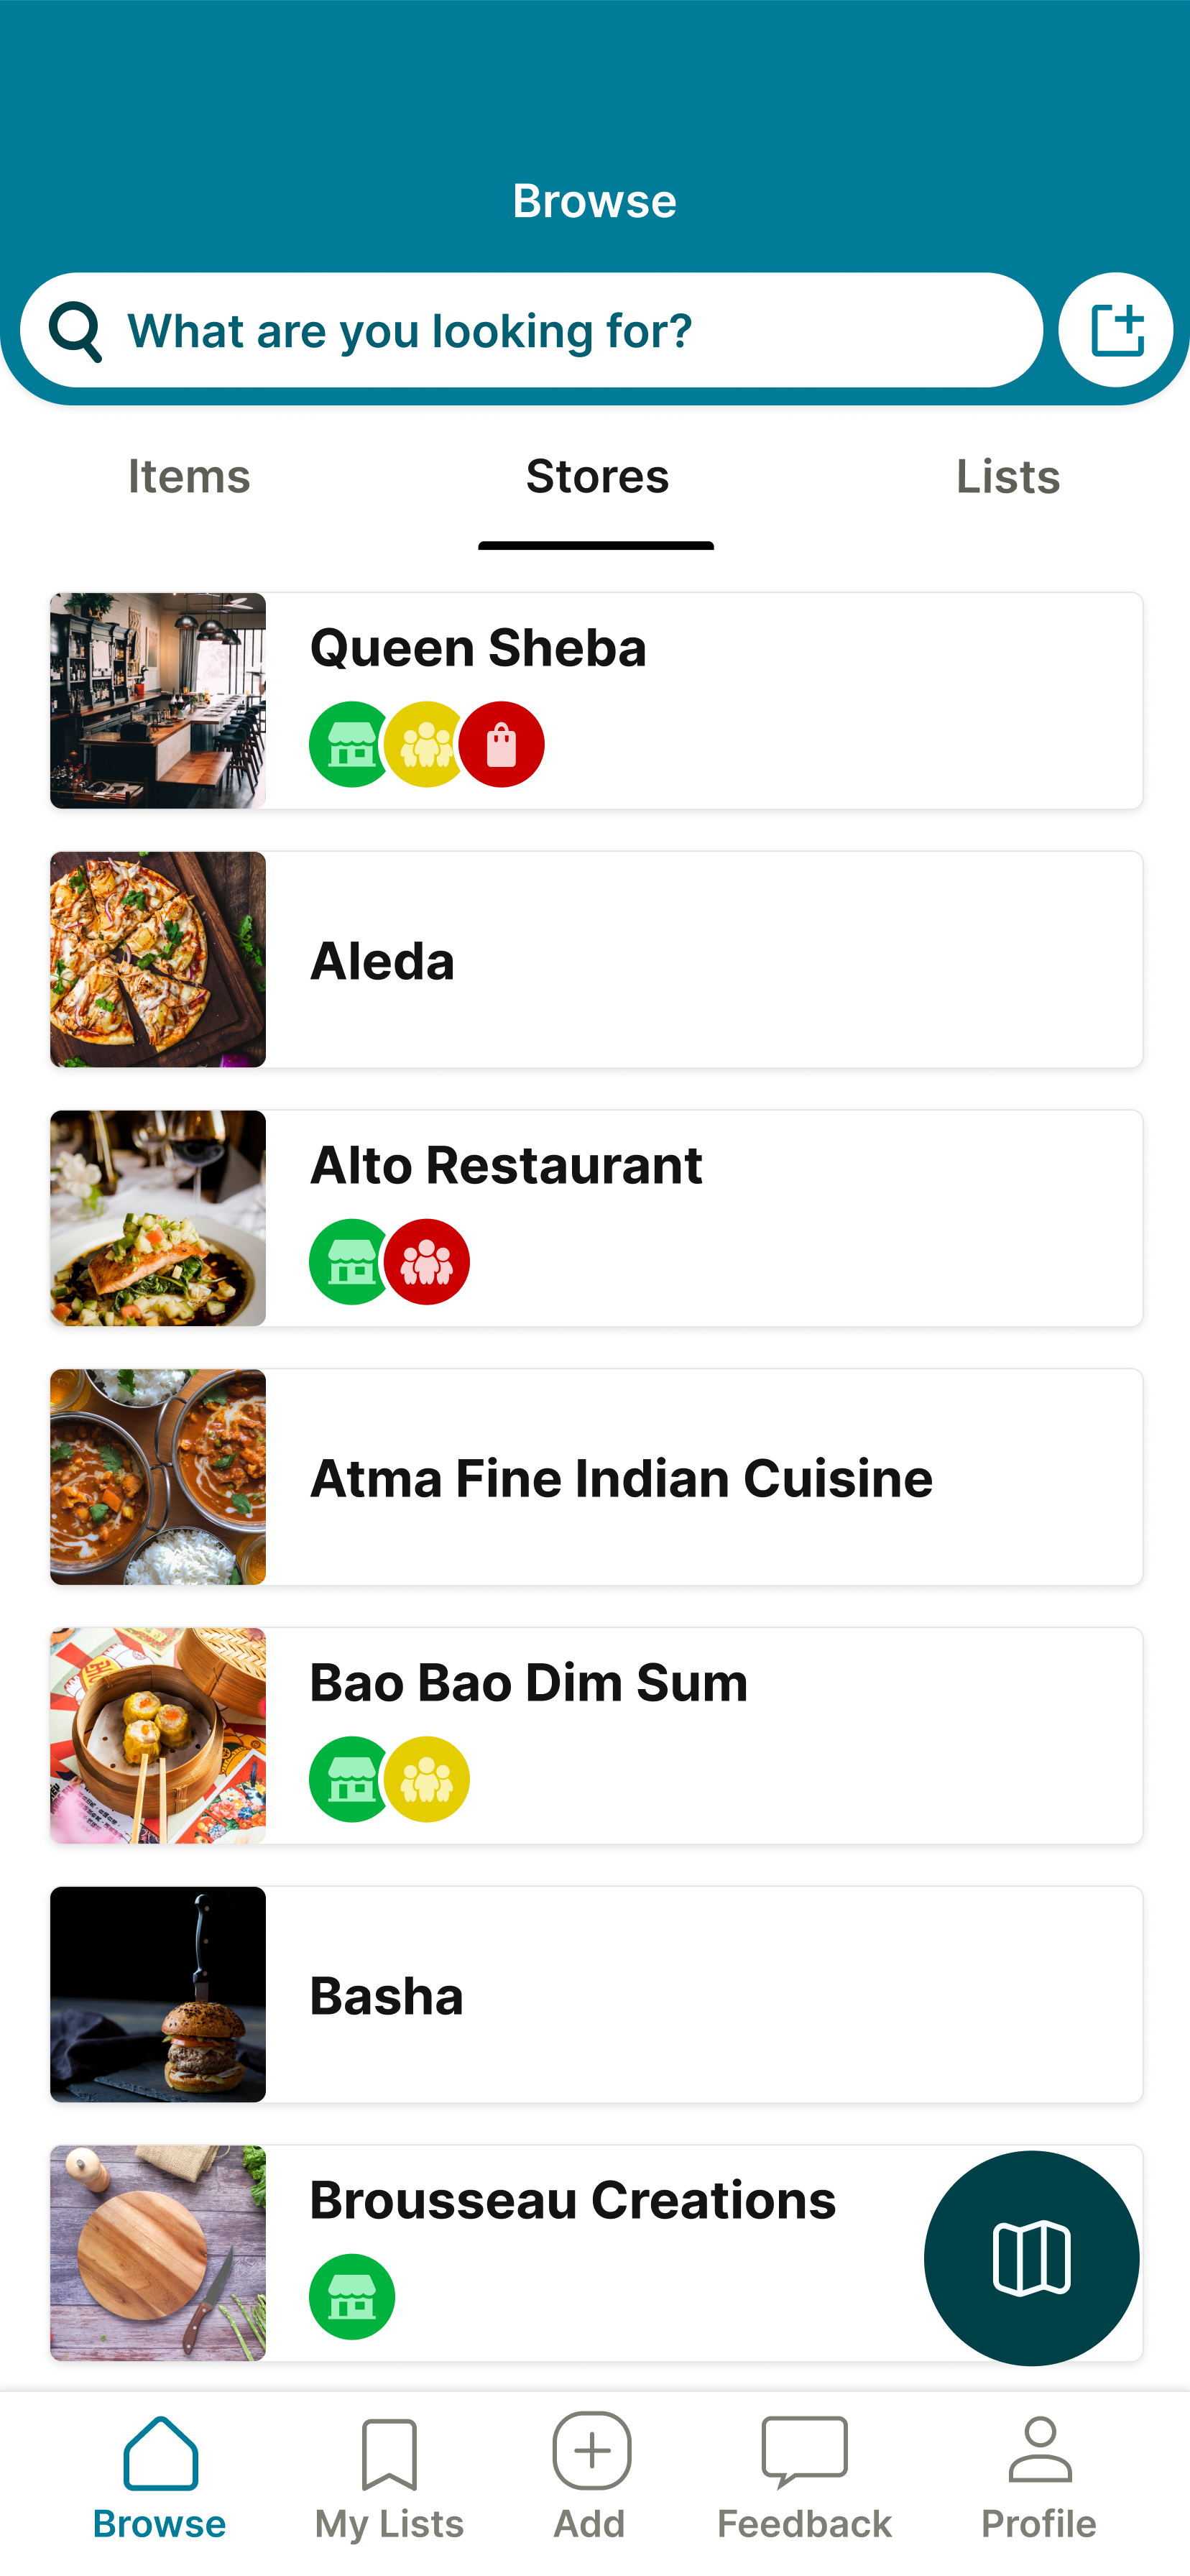 Browse
What are you looking for?
Items
Stores
Lists
Queen Sheba
Aleda
Alto Restaurant
Atma Fine Indian Cuisine
Bao Bao Dim Sum
Basha
Brousseau Creations
Browse
My Lists
Add
Feedback
Profile